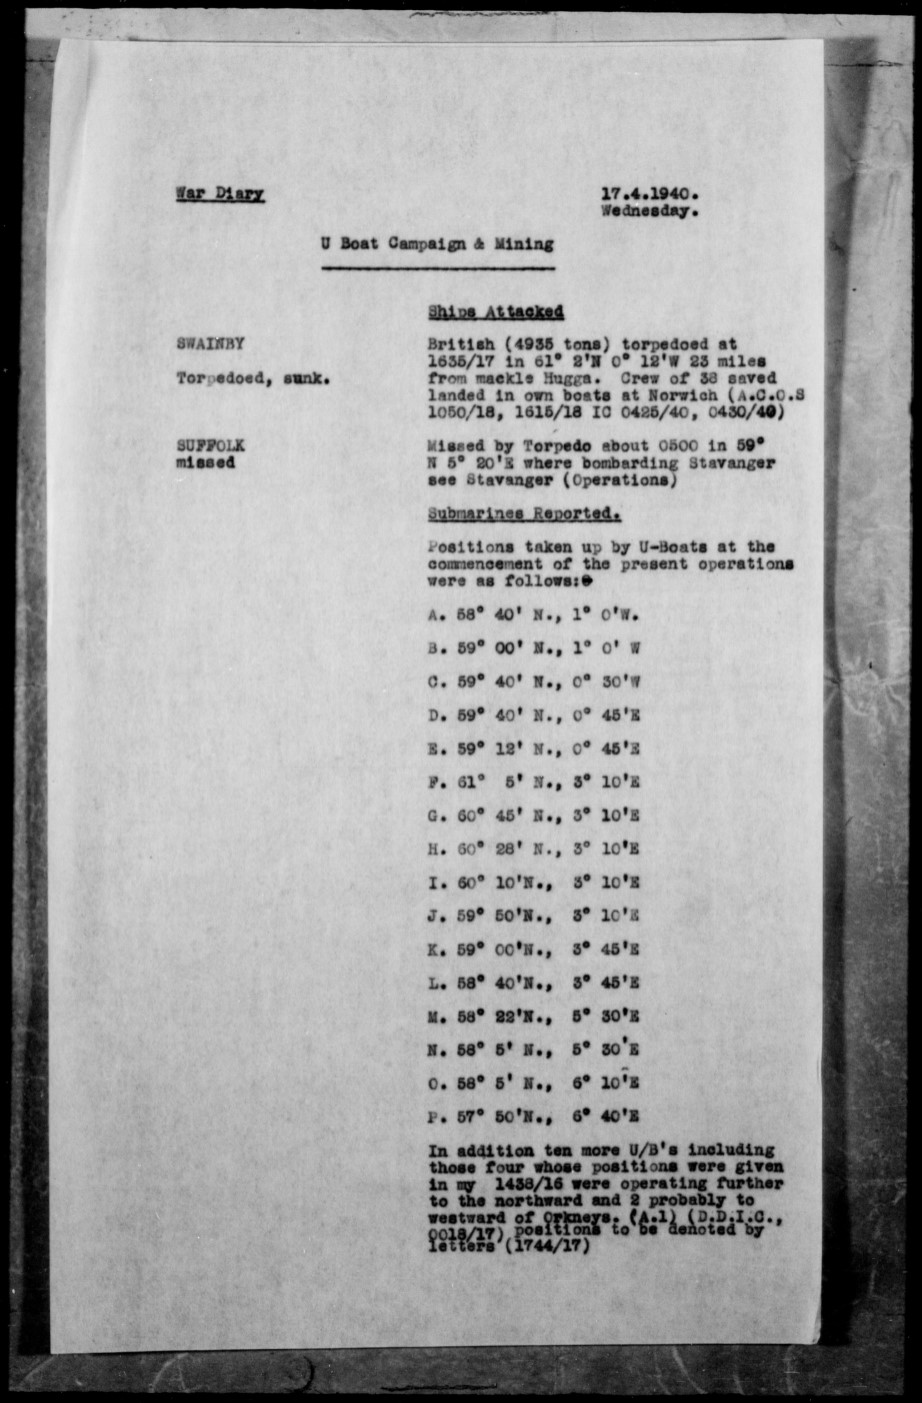 War Diary
17.4.1940.
Wednesday.
U Boat Campaign & Mining
Ships Attacked
SWAINBY
Torpedoed, sunk.
British (4935 tons) torpedoed at
1635/17 in 61° 2'N 0° 12'W 23 miles
from mackle Hugga. Crew of 38 saved
landed in own boats at Norwich (A.C.O.S
1050/18, 1615/18 IC 0425/40, 0430/40)
SUFFOLK
missed
Missed by Torpedo about 0500 in 59°
N 5° 20'E where bombarding Stavanger
see Stavanger (Operations)
Submarines Reported.
Positions taken up by U-Boats at the
commencement of the present operations
were as follows:
A. 58° 40' N., 1° 0'W.
B. 59° 00' N., 1° 0' W
C. 59° 40' N., 0° 30'W
D. 59° 40' N., 0° 45'E
E. 59° 12' N., 0° 45'E
F. 61° 5' N., 3° 10'E
G. 60° 45' N., 3° 10'E
H. 60° 28' N., 3° 10'E
I. 60° 10'N., 3° 10'E
J. 59° 50'N., 3° 10'E
K. 59° 00'N., 3° 45'E
L. 58° 40'N., 3° 45'E
M. 58° 22'N., 5° 30'E
N. 58° 5' N., 5° 30'E
O. 58° 5' N., 6° 10'E
P. 57° 50'N., 6° 40'E
In addition ten more U/B's including
those four whose positions were given
in my 1438/16 were operating further
to the northward and 2 probably to
westward of Orkneys. (A.1) (D.D.I.C.,
0018/17) positions to be denoted by
letters (1744/17)